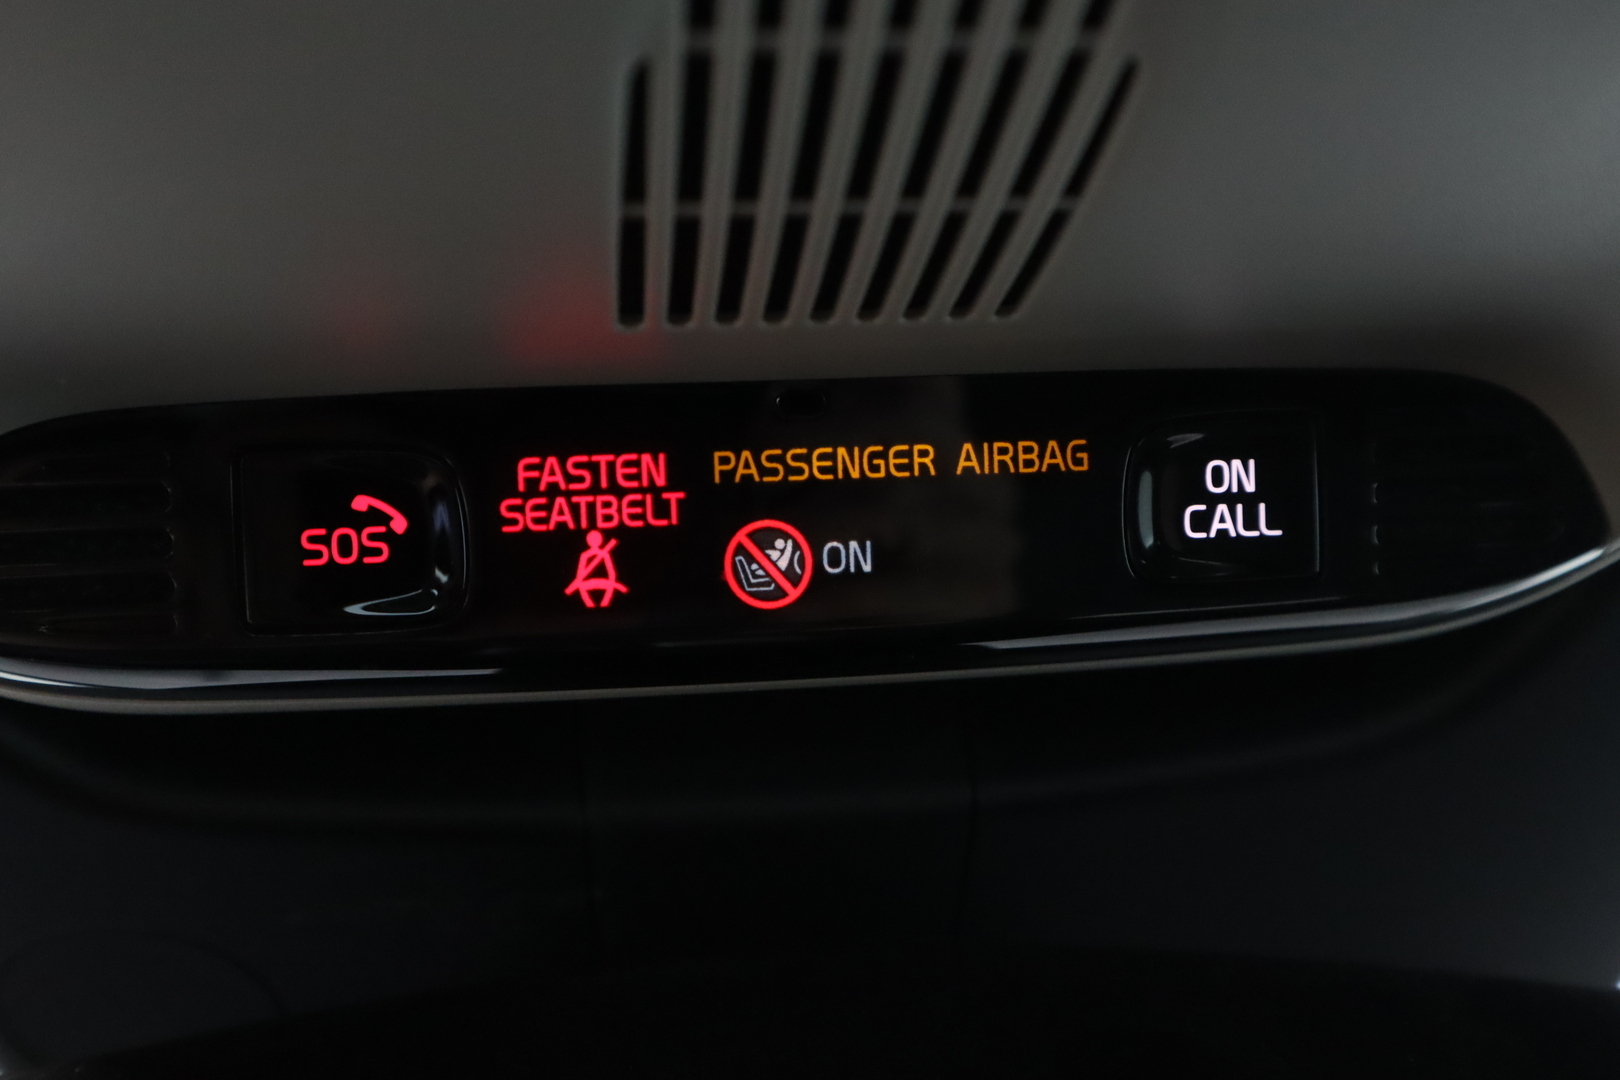 SOS
FASTEN
SEATBELT
PASSENGER AIRBAG
ON
ON
CALL